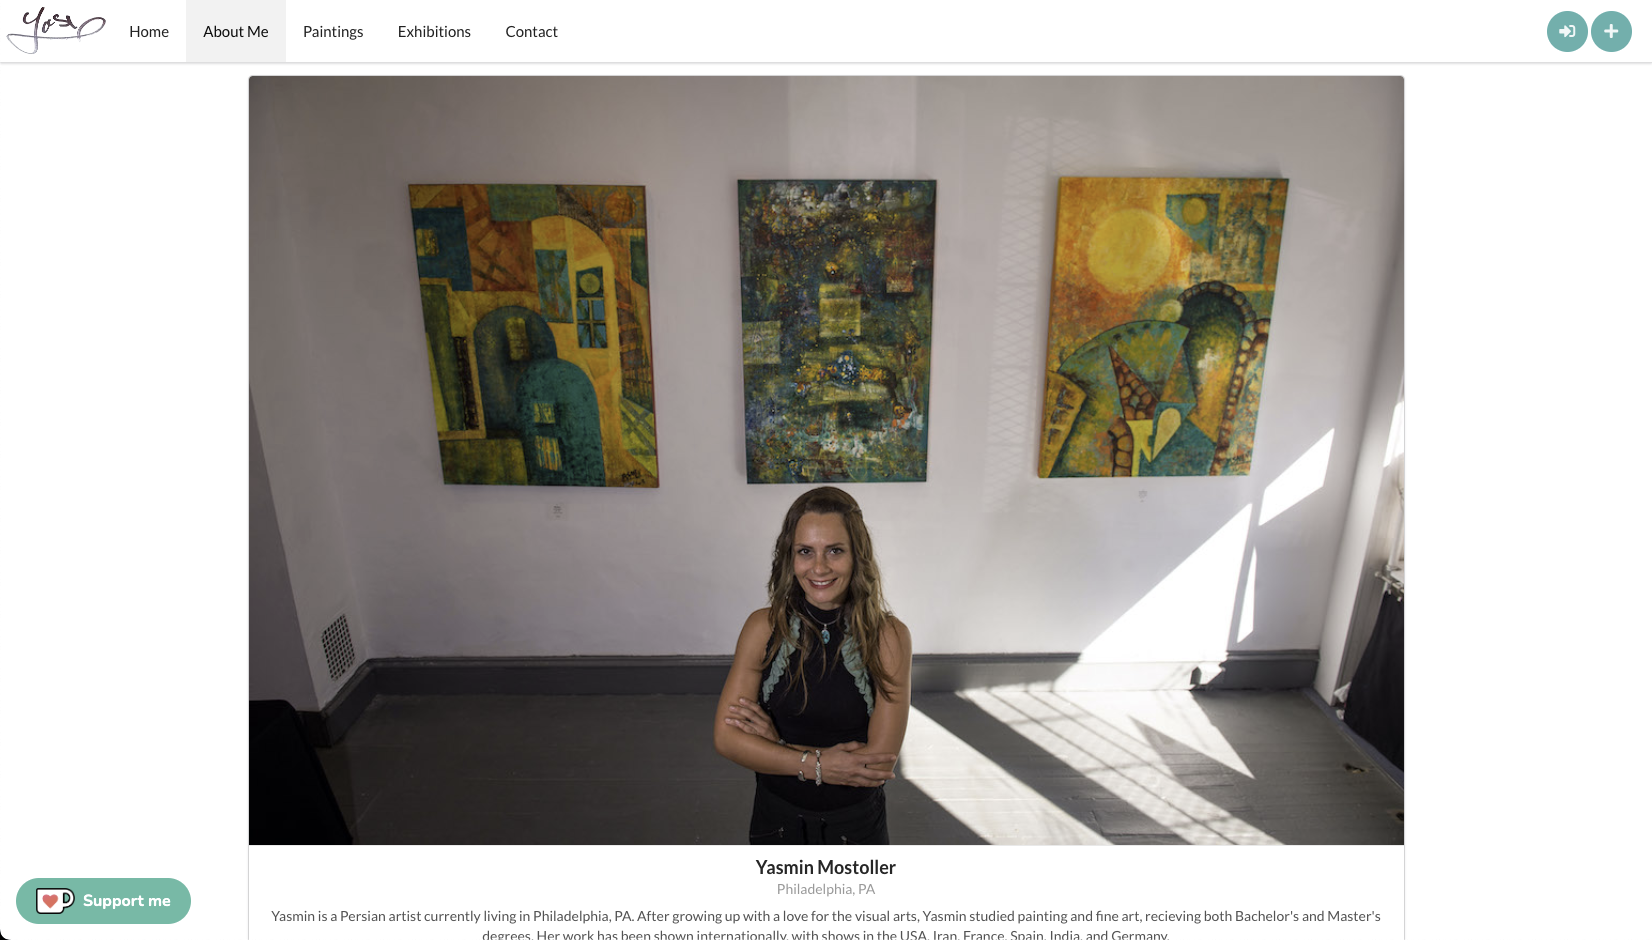 Yasi
Home
About Me
Paintings
Exhibitions
Contact
Yasmin Mostoller
Philadelphia, PA
Yasmin is a Persian artist currently living in Philadelphia, PA. After growing up with a love for the visual arts, Yasmin studied painting and fine art, recieving both Bachelor's and Master's
degrees. Her work has been shown internationally, with shows in the USA, Iran, France, Spain, India, and Germany.
Support me